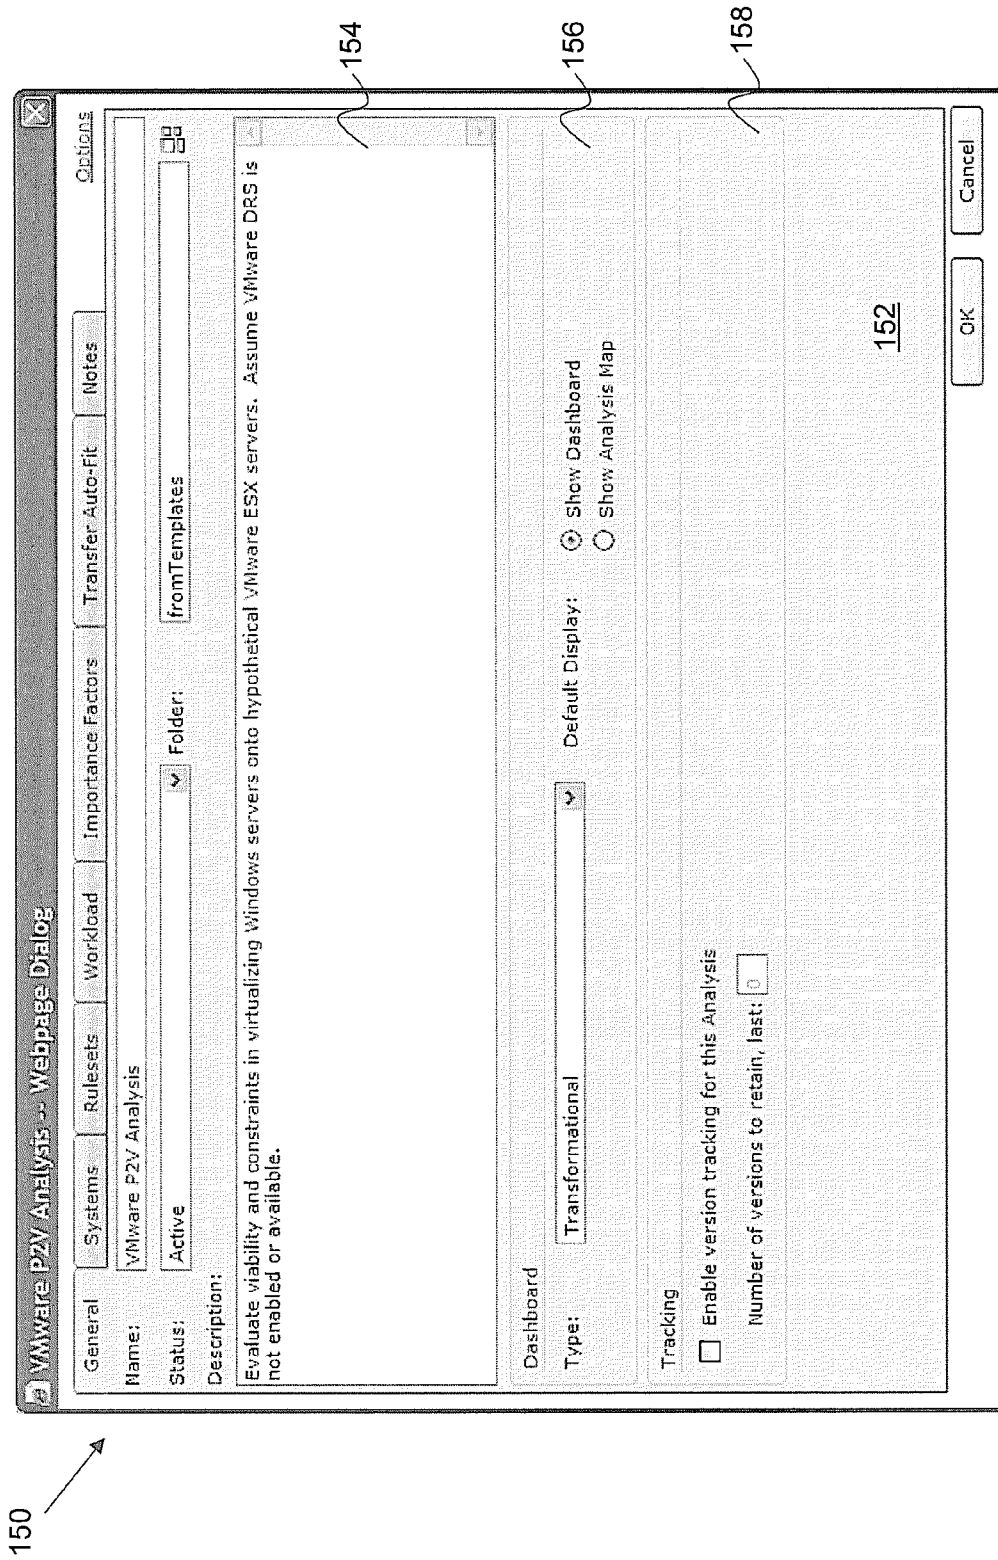 150
VMware P2V Analysis -- Webpage Dialog
General Systems Rulesets Workload Importance Factors Transfer Auto-Fit Notes Options
Name: VMware P2V Analysis
Status: Active Folder: fromTemplates
Description:
Evaluate viability and constraints in virtualizing Windows servers onto hypothetical VMware ESX servers. Assume VMware DRS is
not enabled or available.
154
Dashboard
Type: Transformational Default Display: Show Dashboard
Show Analysis Map
156
Tracking
Enable version tracking for this Analysis
Number of versions to retain, last: 0
158
152
OK Cancel